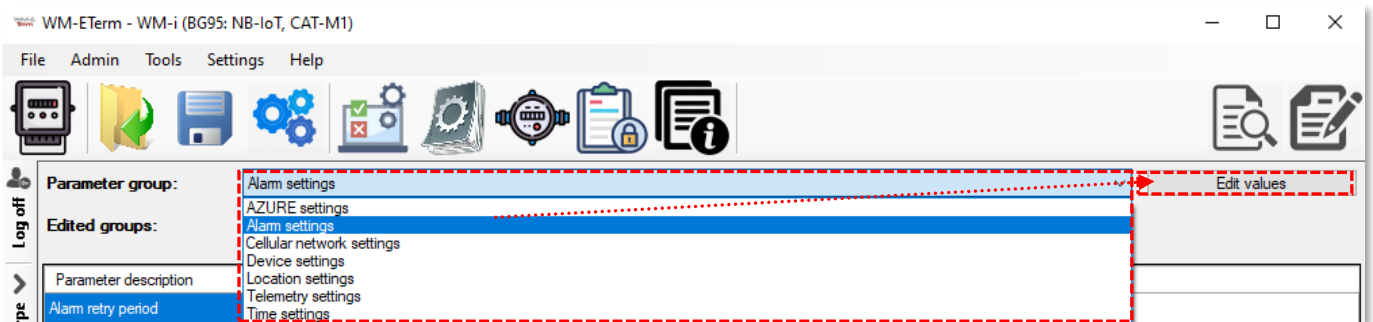 WM-ETerm - WM-i (BG95: NB-IoT, CAT-M1)
File Admin Tools Settings Help
Parameter group: Alarm settings Edit values
AZURE settings
Log off
Edited groups: Alarm settings
Cellular network settings
Device settings
Parameter description Location settings
Telemetry settings
Alarm retry period Time settings